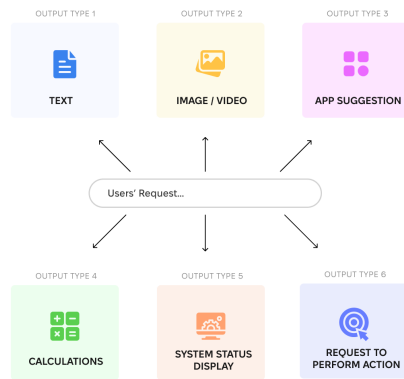 OUTPUT TYPE 1
OUTPUT TYPE 2
OUTPUT TYPE 3
TEXT
IMAGE / VIDEO
APP SUGGESTION
Users' Request...
OUTPUT TYPE 4
OUTPUT TYPE 5
OUTPUT TYPE 6
CALCULATIONS
SYSTEM STATUS
DISPLAY
REQUEST TO
PERFORM ACTION